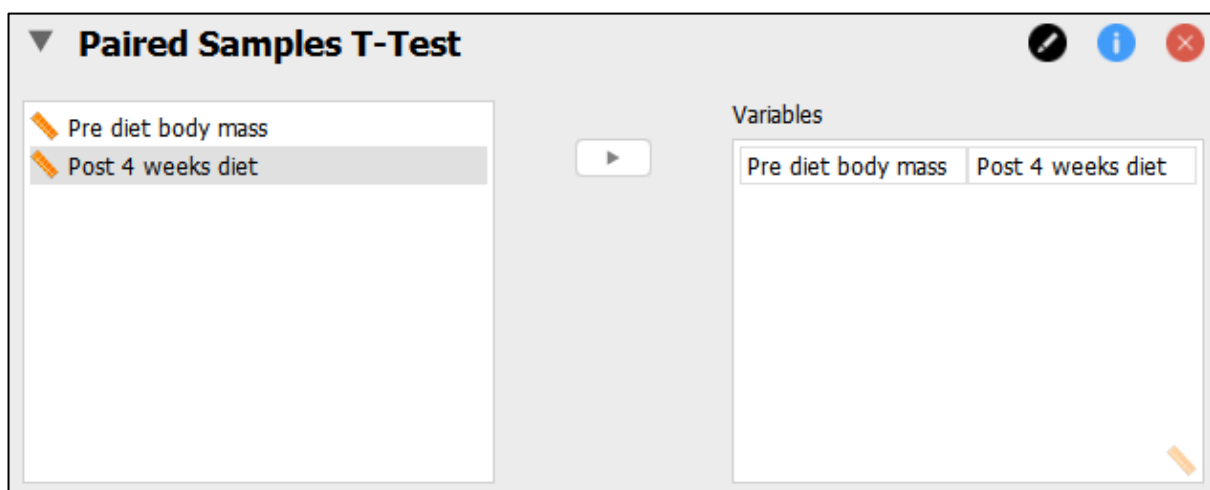 Paired Samples T-Test
Pre diet body mass
Post 4 weeks diet
Variables
Pre diet body mass Post 4 weeks diet